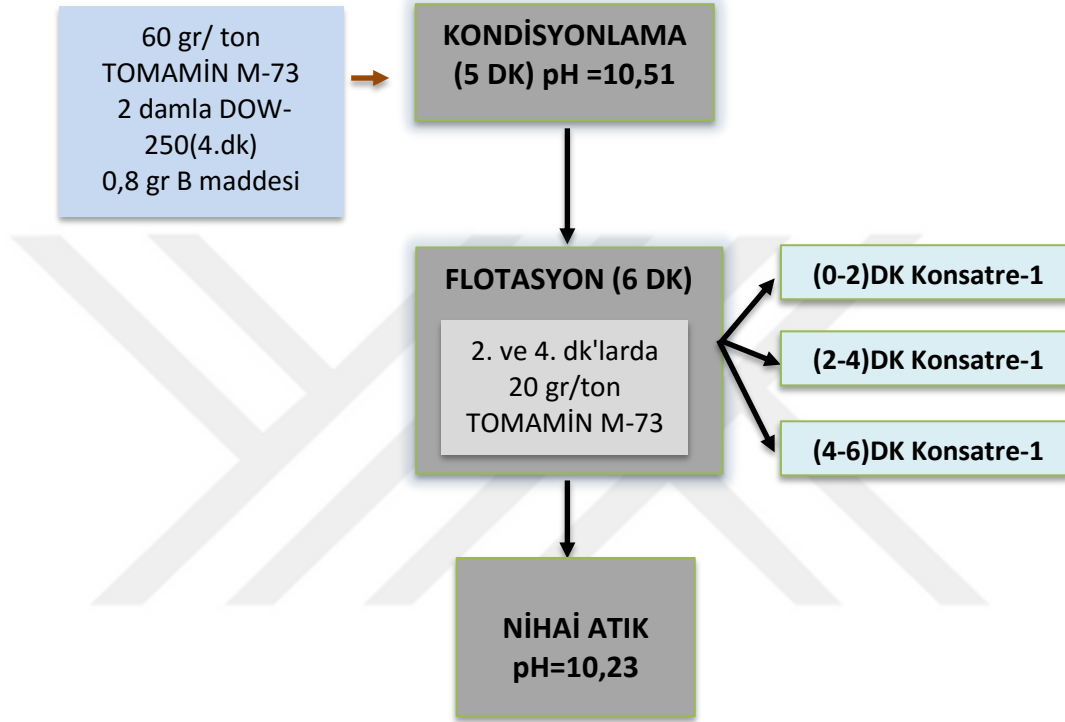 60 gr/ ton
TOMAMİN M-73
2 damla DOW-
250(4.dk)
0,8 gr B maddesi
KONDİSYONLAMA
(5 DK) pH =10,51
FLOTASYON (6 DK)
2. ve 4. dk'larda
20 gr/ton
TOMAMİN M-73
(0-2)DK Konsatre-1
(2-4)DK Konsatre-1
(4-6)DK Konsatre-1
NİHAİ ATIK
pH=10,23